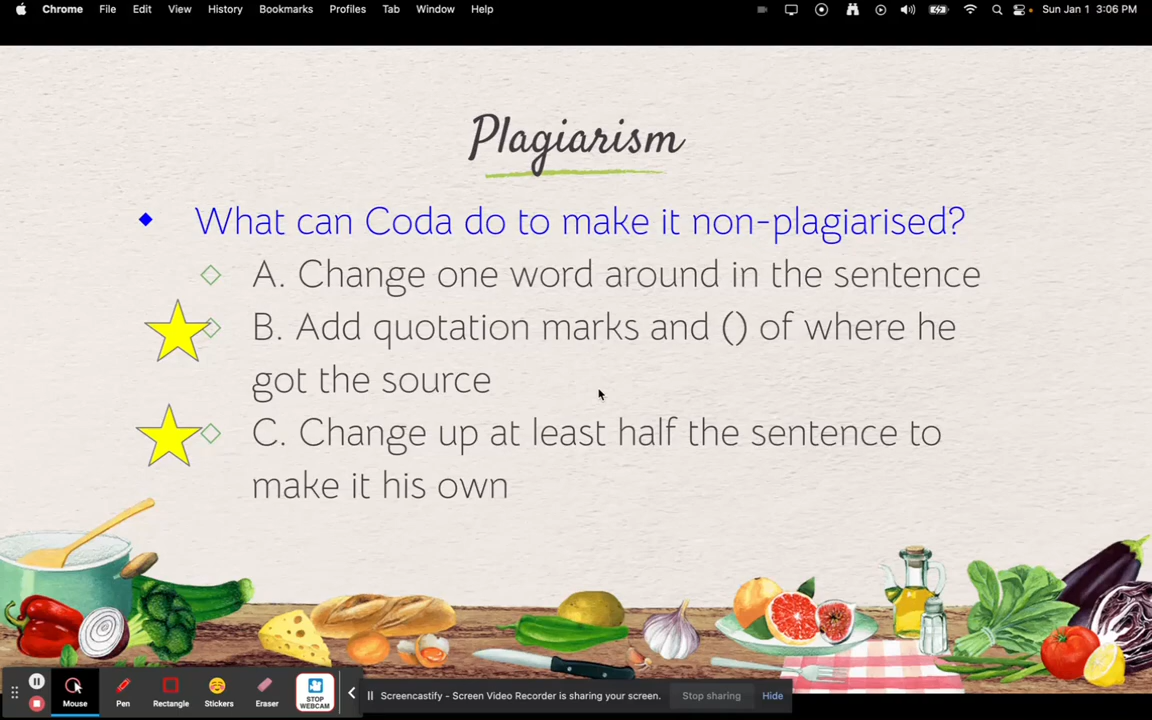 Chrome File Edit View History Bookmarks Profiles Tab Window Help Sun Jan 1 3:06 PM
Plagiarism
What can Coda do to make it non-plagiarised?
A. Change one word around in the sentence
B. Add quotation marks and () of where he
got the source
C. Change up at least half the sentence to
make it his own
Mouse Pen Rectangle Stickers Eraser STOP WEBCAM
Screencastify - Screen Video Recorder is sharing your screen. Stop sharing Hide